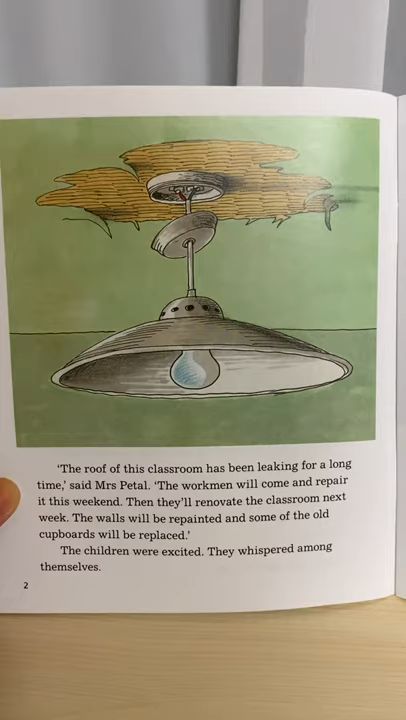 ‘The roof of this classroom has been leaking for a long
time,’ said Mrs Petal. ‘The workmen will come and repair
it this weekend. Then they’ll renovate the classroom next
week. The walls will be repainted and some of the old
cupboards will be replaced.’
The children were excited. They whispered among
themselves.
2